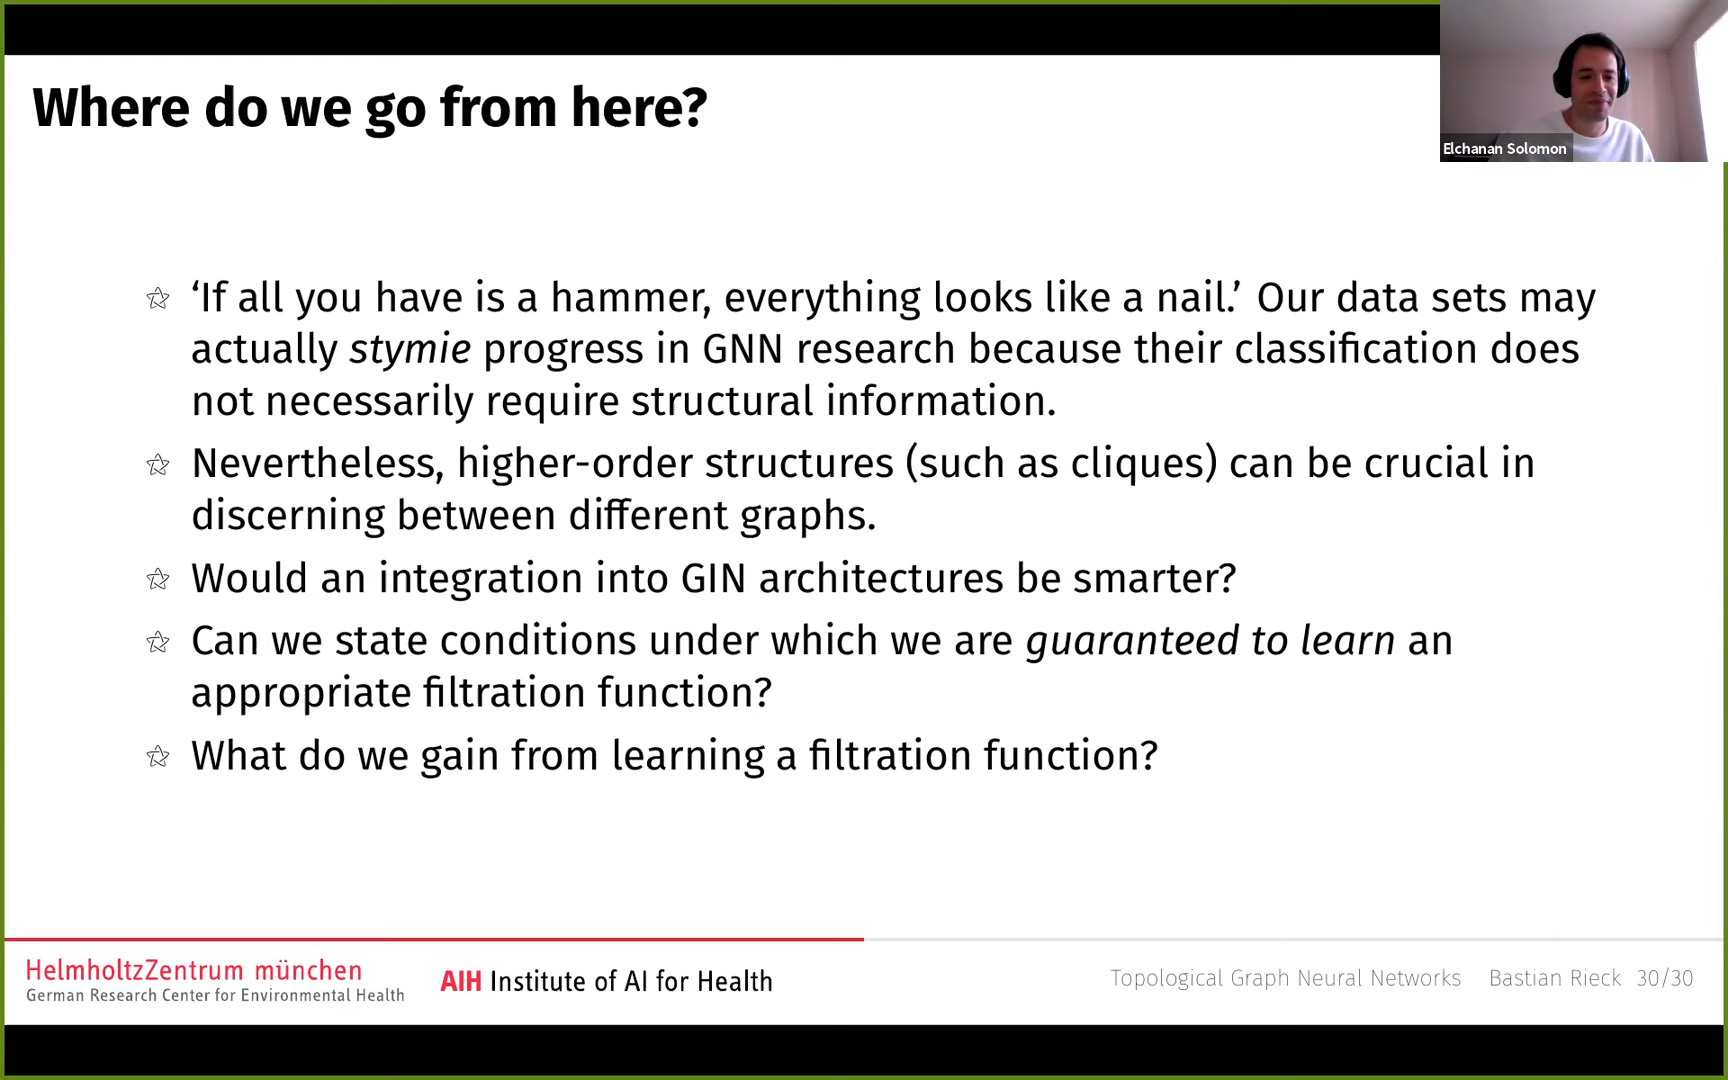 Where do we go from here?
Elchanan Solomon
‘If all you have is a hammer, everything looks like a nail.’ Our data sets may
actually stymie progress in GNN research because their classification does
not necessarily require structural information.
Nevertheless, higher-order structures (such as cliques) can be crucial in
discerning between different graphs.
Would an integration into GIN architectures be smarter?
Can we state conditions under which we are guaranteed to learn an
appropriate filtration function?
What do we gain from learning a filtration function?
HelmholtzZentrum münchen
German Research Center for Environmental Health
AIH Institute of AI for Health
Topological Graph Neural Networks Bastian Rieck 30/30